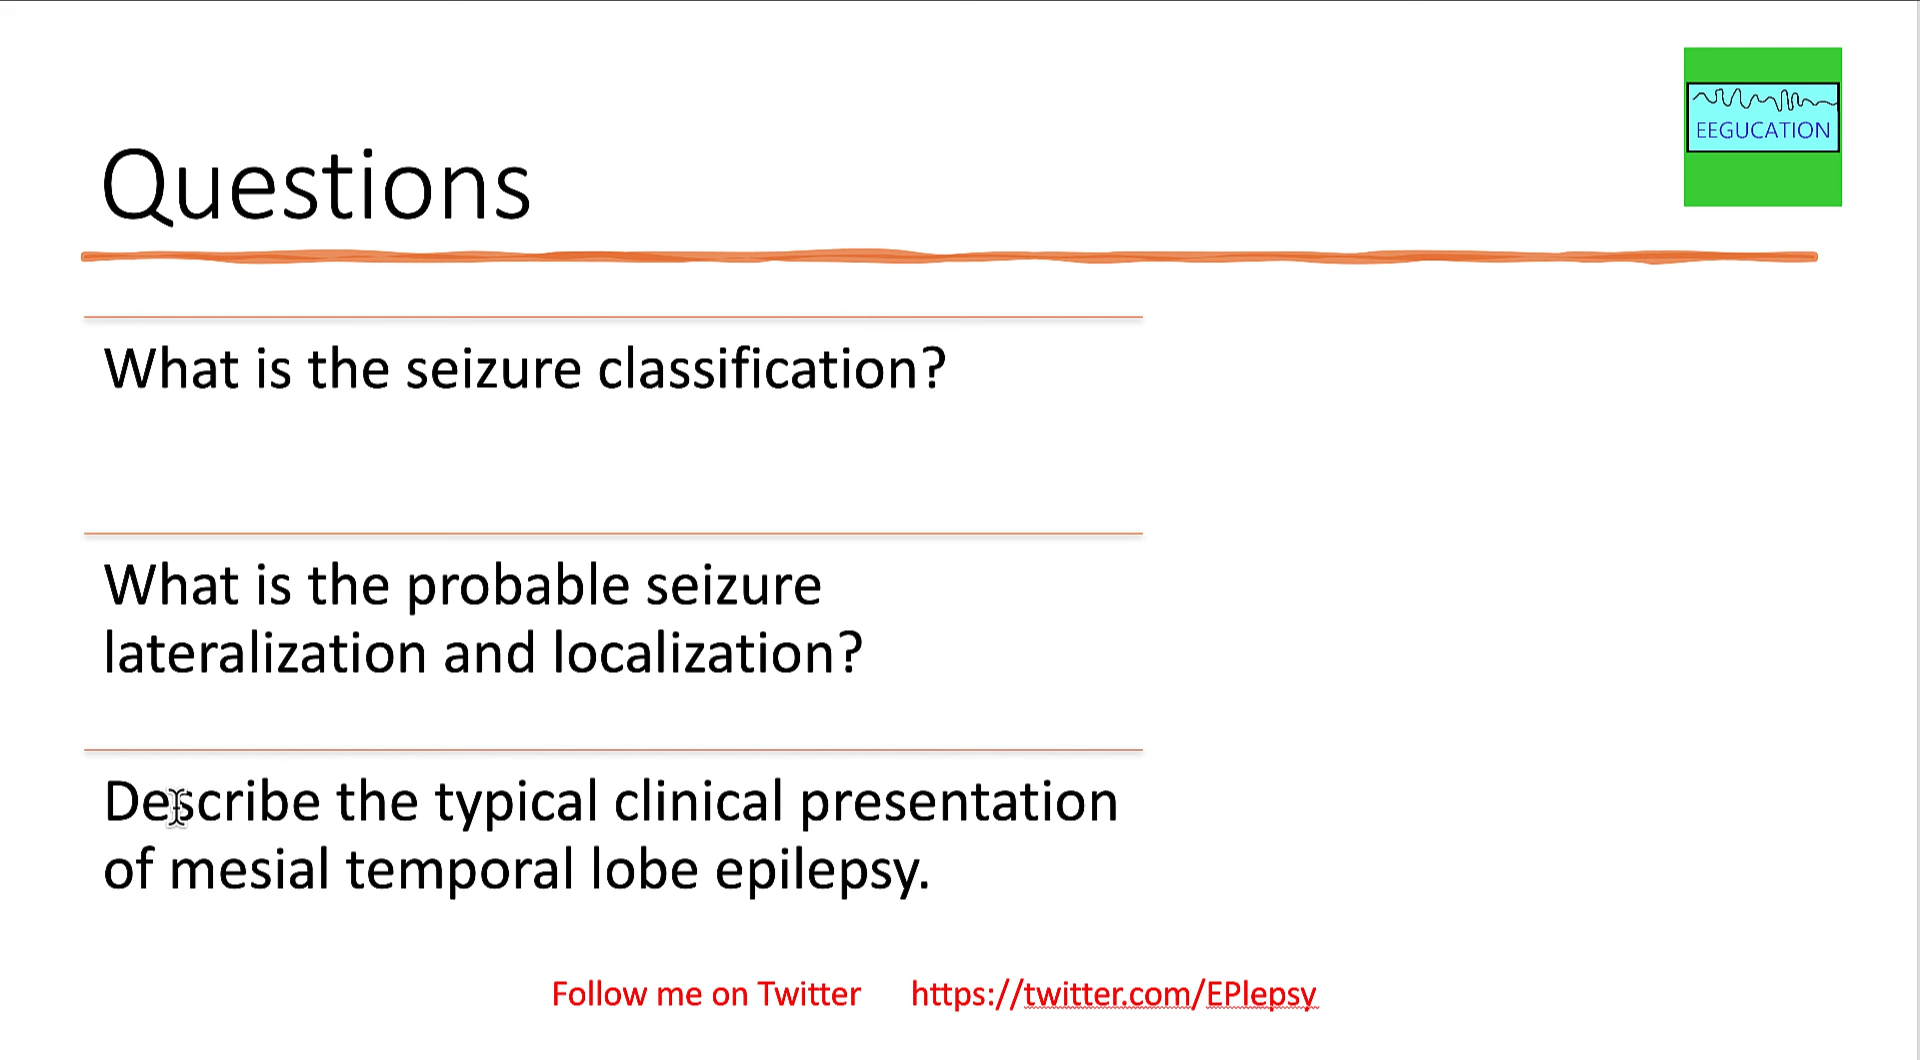 EEGUCATION
Questions
What is the seizure classification?
What is the probable seizure
lateralization and localization?
Describe the typical clinical presentation
of mesial temporal lobe epilepsy.
Follow me on Twitter https://twitter.com/EPlepsy